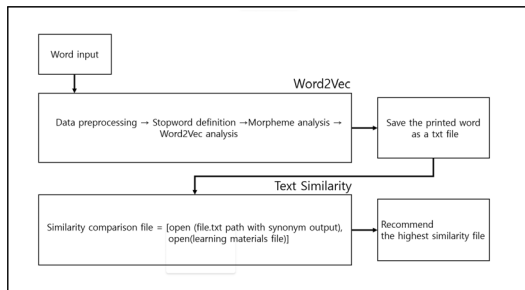 Word input
Word2Vec
Data preprocessing → Stopword definition →Morpheme analysis →
Word2Vec analysis
Save the printed word
as a txt file
Text Similarity
Similarity comparison file = [open (file.txt path with synonym output),
open(learning materials file)]
Recommend
the highest similarity file